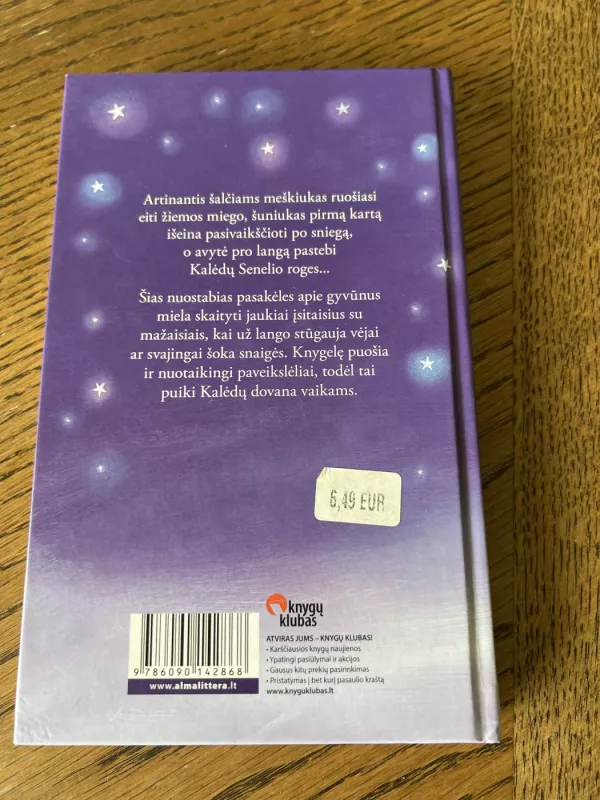 Artinantis šalčiams meškiukas ruošiasi
eiti žiemos miego, šuniukas pirmą kartą
išeina pasivaikščioti po sniegą,
o avytė pro langą pastebi
Kalėdų Senelio roges...
Šias nuostabias pasakėles apie gyvūnus
miela skaityti jaukiai įsitaisius su
mažaisiais, kai už lango stūgauja vėjai
ar svajingai šoka snaigės. Knygelę puošia
ir nuotaikingi paveikslėliai, todėl tai
puiki Kalėdų dovana vaikams.
6,49 EUR
knygų
klubas
ATVIRAS JUMS – KNYGŲ KLUBAS!
• Karščiausios knygų naujienos
• Ypatingi pasiūlymai ir akcijos
• Gausus kitų prekių pasirinkimas
• Pristatymas į bet kurį pasaulio kraštą
www.knyguklubas.lt
9 786090 142868
www.almalittera.lt